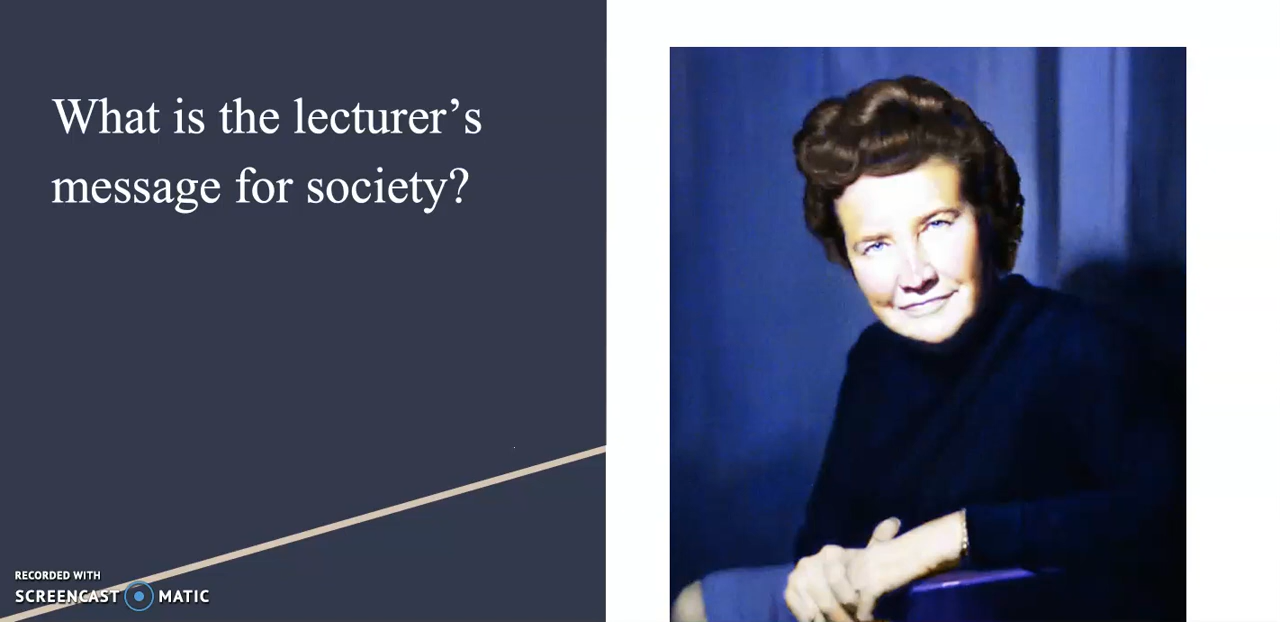 What is the lecturer’s
message for society?
RECORDED WITH
SCREENCAST MATIC